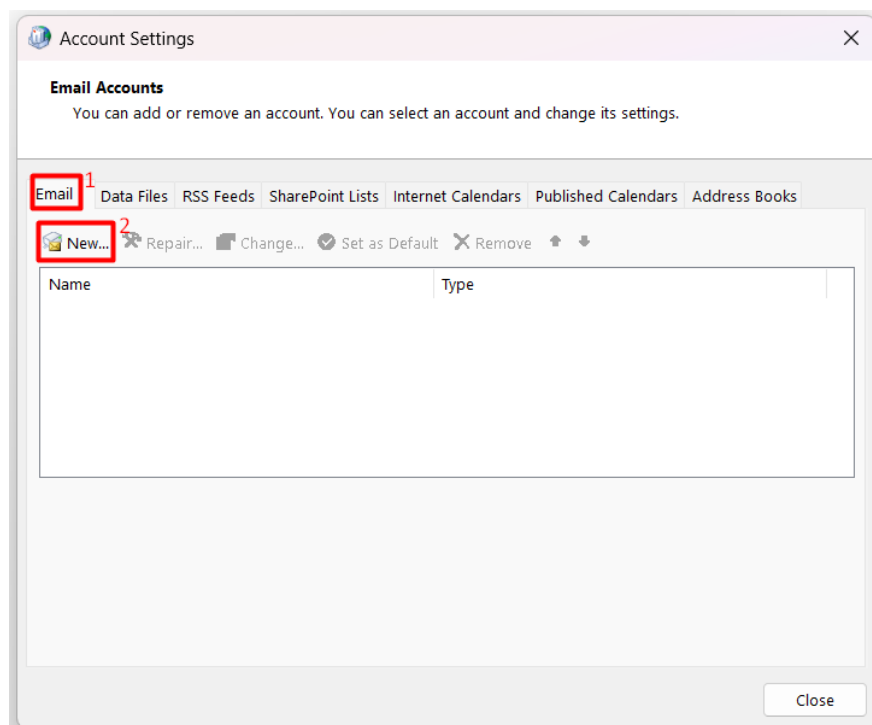 Account Settings
Email Accounts
You can add or remove an account. You can select an account and change its settings.
Email 1 Data Files RSS Feeds SharePoint Lists Internet Calendars Published Calendars Address Books
New... 2 Repair... Change... Set as Default Remove
Name Type
Close